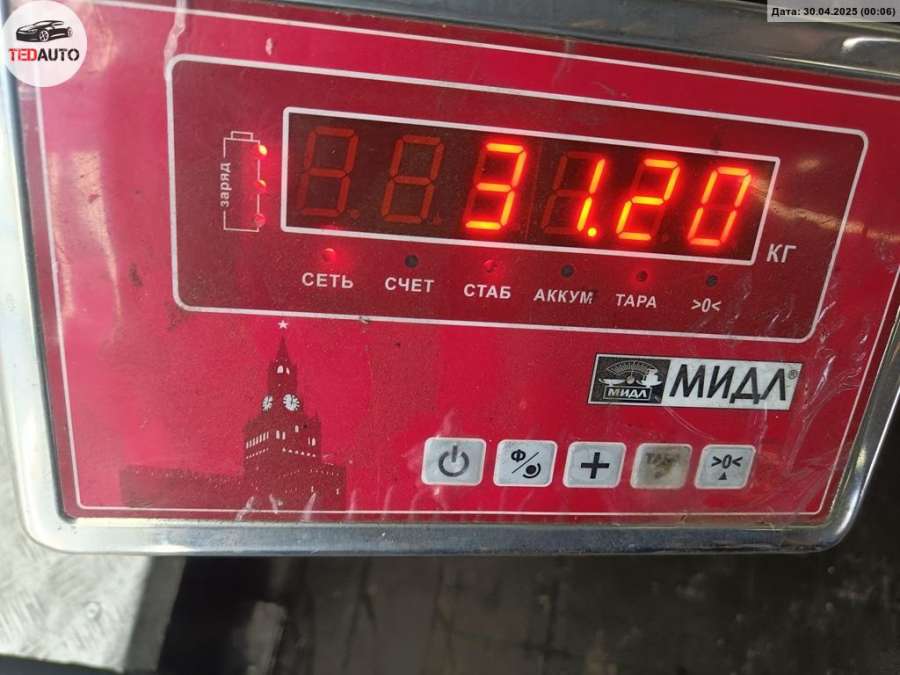 TEDAUTO
Дата: 30.04.2025 (00:06)
заряд
31.20
КГ
СЕТЬ СЧЕТ СТАБ АККУМ ТАРА >0<
МИДЛ МИДЛ®
Ф/ + ТАРА >0<